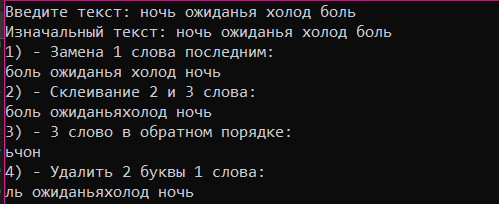 Введите текст: ночь ожиданья холод боль
Изначальный текст: ночь ожиданья холод боль
1) - Замена 1 слова последним:
боль ожиданья холод ночь
2) - Склеивание 2 и 3 слова:
боль ожиданьяхолод ночь
3) - 3 слово в обратном порядке:
ьчон
4) - Удалить 2 буквы 1 слова:
ль ожиданьяхолод ночь